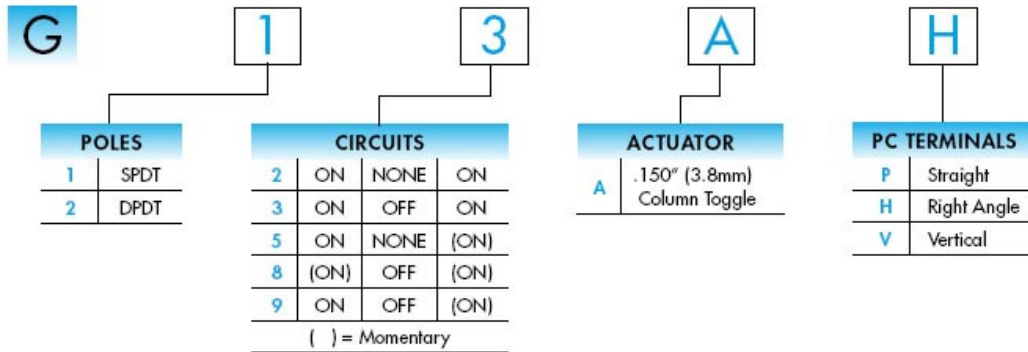 G 1 3 A H
POLES
1 SPDT
2 DPDT
CIRCUITS
2 ON NONE ON
3 ON OFF ON
5 ON NONE (ON)
8 (ON) OFF (ON)
9 ON OFF (ON)
( ) = Momentary
ACTUATOR
A .150" (3.8mm)
Column Toggle
PC TERMINALS
P Straight
H Right Angle
V Vertical